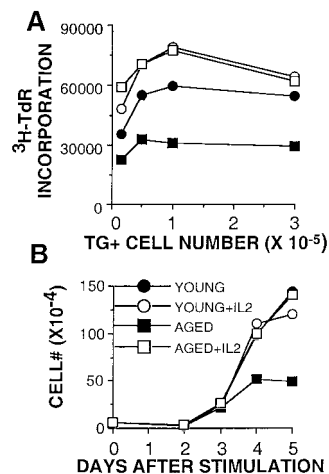 A
³H-TdR
INCORPORATION
90000
60000
30000
0
0
1
2
3
TG+ CELL NUMBER (X 10⁻⁵)
B
CELL# (X10⁻⁴)
150
100
50
0
YOUNG
YOUNG+IL2
AGED
AGED+IL2
0
1
2
3
4
5
DAYS AFTER STIMULATION